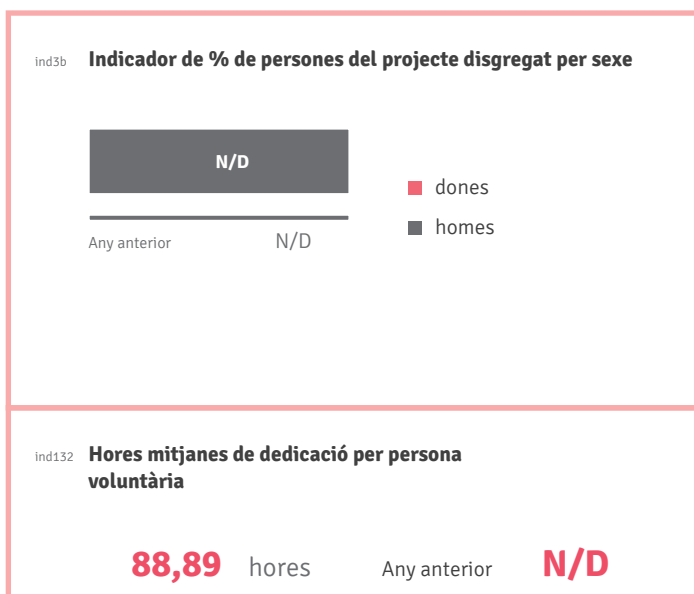 ind3b Indicador de % de persones del projecte disgregat per sexe
N/D
dones
homes
Any anterior N/D
ind132 Hores mitjanes de dedicació per persona
voluntària
88,89 hores Any anterior N/D